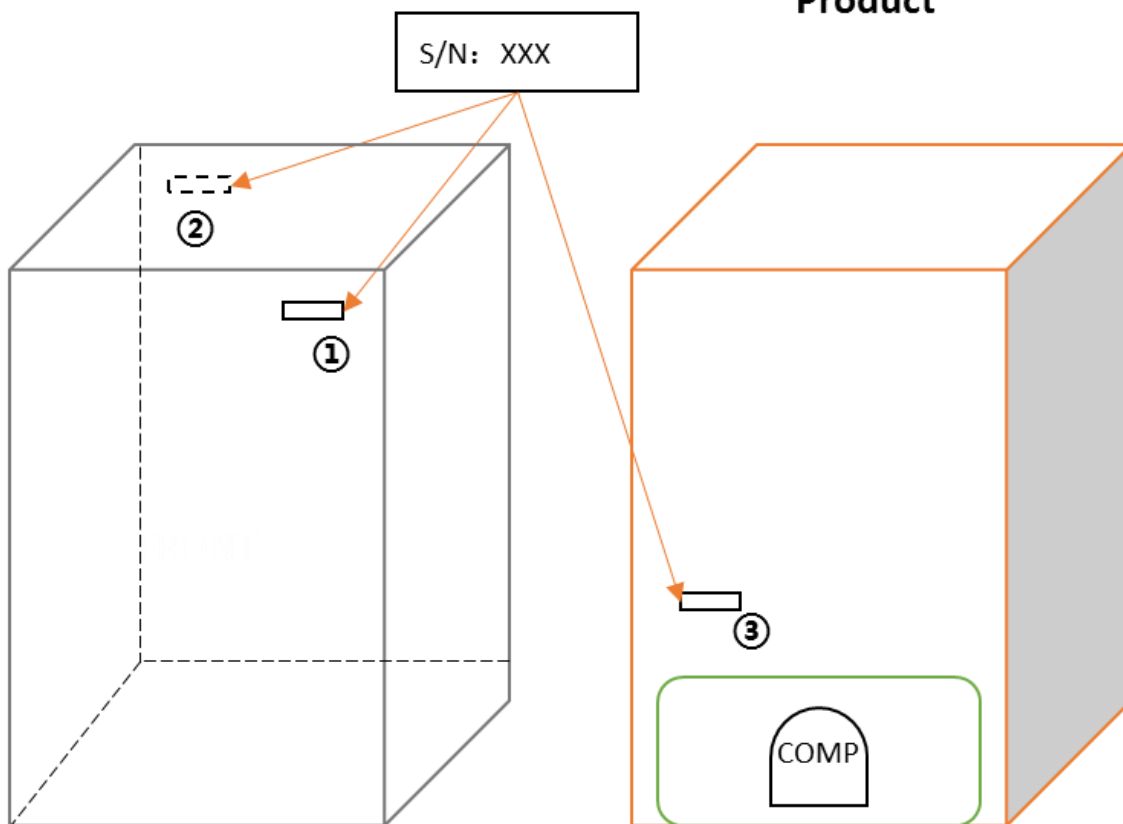 Product
S/N: XXX
②
①
③
COMP